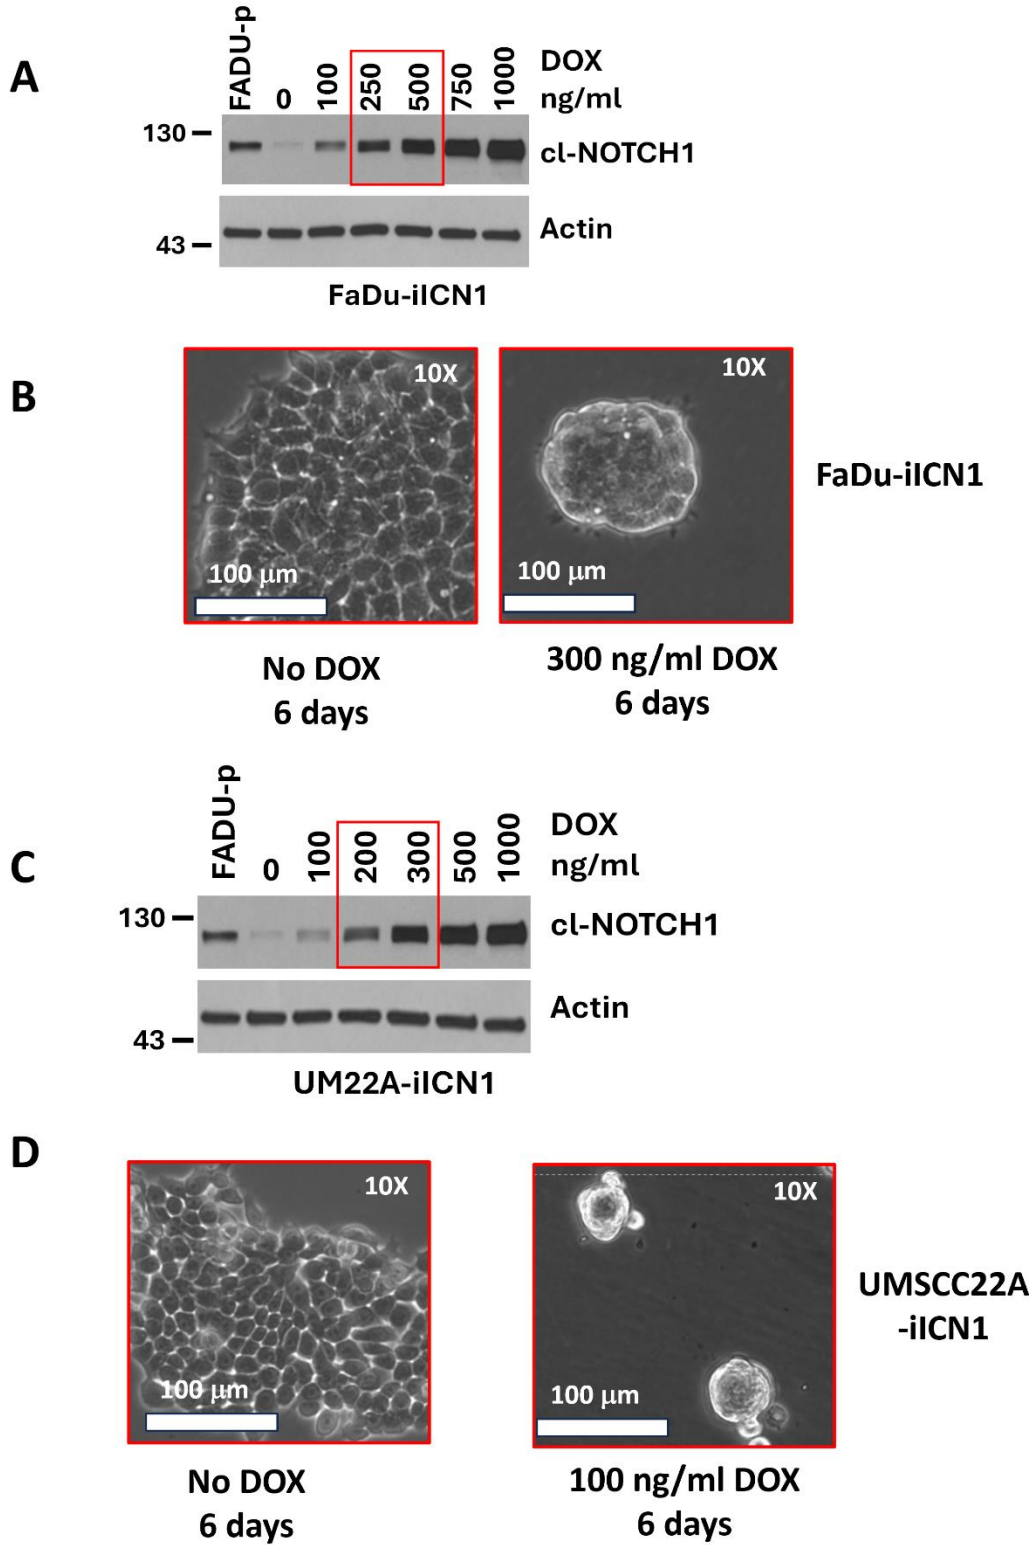 A
FADU-p
0
100
250
500
750
1000
DOX
ng/ml
130
cl-NOTCH1
43
Actin
FaDu-iICN1
B
10X
100 μm
10X
100 μm
FaDu-iICN1
No DOX
6 days
300 ng/ml DOX
6 days
C
FADU-p
0
100
200
300
500
1000
DOX
ng/ml
130
cl-NOTCH1
43
Actin
UM22A-iICN1
D
10X
100 μm
10X
100 μm
UMSCC22A
-iICN1
No DOX
6 days
100 ng/ml DOX
6 days